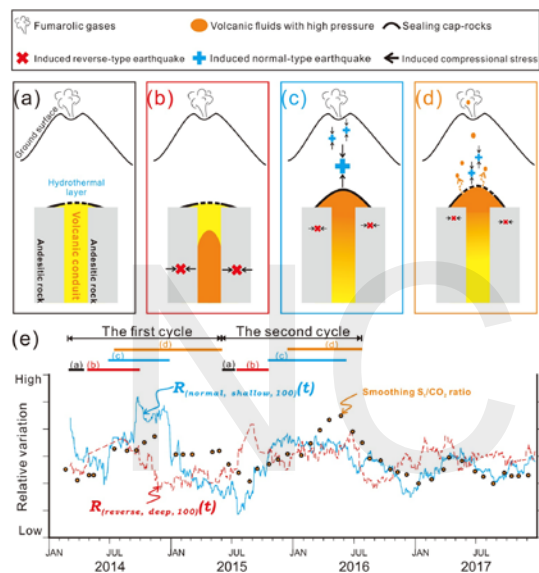 Fumarolic gases
Volcanic fluids with high pressure
Sealing cap-rocks
Induced reverse-type earthquake
Induced normal-type earthquake
Induced compressional stress
(a)
(b)
(c)
(d)
Ground surface
Hydrothermal
layer
Andesitic rock
Volcanic conduit
Andesitic rock
(e)
The first cycle
The second cycle
(d)
(d)
(c)
(c)
(a)
(b)
(a)
(b)
High
Relative variation
Low
R(normal, shallow, 100)(t)
Smoothing St/CO2 ratio
R(reverse, deep, 100)(t)
JAN
JUL
JAN
JUL
JAN
JUL
JAN
JUL
2014
2015
2016
2017
NC